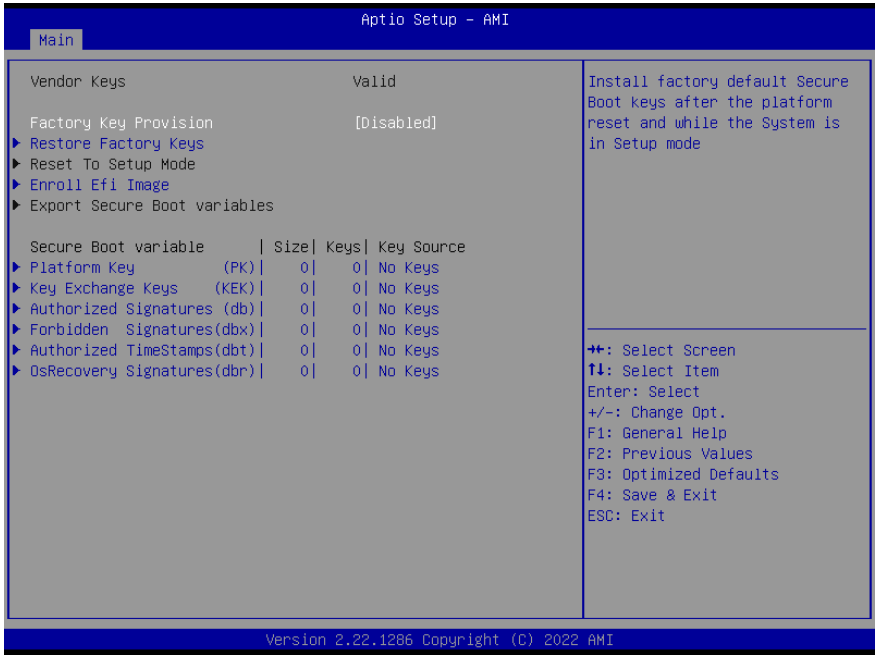 Aptio Setup – AMI
Main
Vendor Keys Valid
Factory Key Provision [Disabled]
Restore Factory Keys
Reset To Setup Mode
Enroll Efi Image
Export Secure Boot variables
Secure Boot variable | Size| Keys| Key Source
Platform Key (PK)| 0| 0| No Keys
Key Exchange Keys (KEK)| 0| 0| No Keys
Authorized Signatures (db)| 0| 0| No Keys
Forbidden Signatures(dbx)| 0| 0| No Keys
Authorized TimeStamps(dbt)| 0| 0| No Keys
OsRecovery Signatures(dbr)| 0| 0| No Keys
Install factory default Secure
Boot keys after the platform
reset and while the System is
in Setup mode
→←: Select Screen
↑↓: Select Item
Enter: Select
+/-: Change Opt.
F1: General Help
F2: Previous Values
F3: Optimized Defaults
F4: Save & Exit
ESC: Exit
Version 2.22.1286 Copyright (C) 2022 AMI